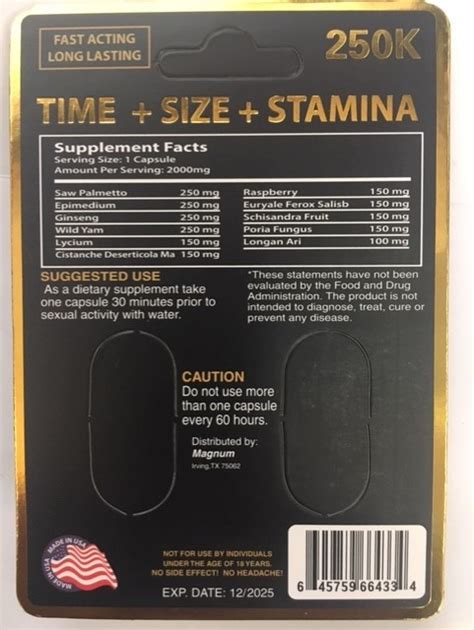 FAST ACTING
LONG LASTING
250K
TIME + SIZE + STAMINA
Supplement Facts
Serving Size: 1 Capsule
Amount Per Serving: 2000mg
Saw Palmetto 250 mg
Epimedium 250 mg
Ginseng 250 mg
Wild Yam 250 mg
Lycium 150 mg
Cistanche Deserticola Ma 150 mg
Raspberry 150 mg
Euryale Ferox Salisb 150 mg
Schisandra Fruit 150 mg
Poria Fungus 150 mg
Longan Ari 100 mg
SUGGESTED USE
As a dietary supplement take
one capsule 30 minutes prior to
sexual activity with water.
*These statements have not been
evaluated by the Food and Drug
Administration. The product is not
intended to diagnose, treat, cure or
prevent any disease.
CAUTION
Do not use more
than one capsule
every 60 hours.
Distributed by:
Magnum
Irving, TX 75062
MADE IN USA
MADE IN USA
NOT FOR USE BY INDIVIDUALS
UNDER THE AGE OF 18 YEARS.
NO SIDE EFFECT! NO HEADACHE!
EXP. DATE: 12/2025
6 45759 66433 4